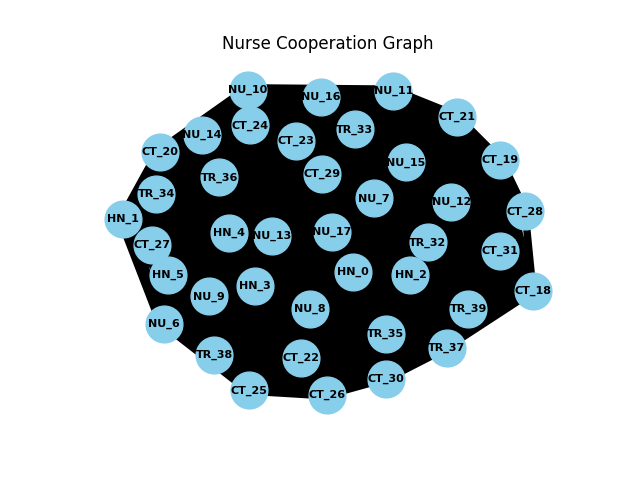 Nurse Cooperation Graph
NU_10
NU_16
NU_11
CT_21
CT_24
NU_14
TR_33
CT_23
CT_20
CT_19
NU_15
CT_29
TR_36
TR_34
NU_7
NU_12
CT_28
HN_1
HN_4
NU_13
NU_17
TR_32
CT_27
CT_31
HN_5
HN_0
HN_2
HN_3
CT_18
NU_9
NU_8
TR_39
NU_6
TR_35
TR_37
TR_38
CT_22
CT_30
CT_25
CT_26